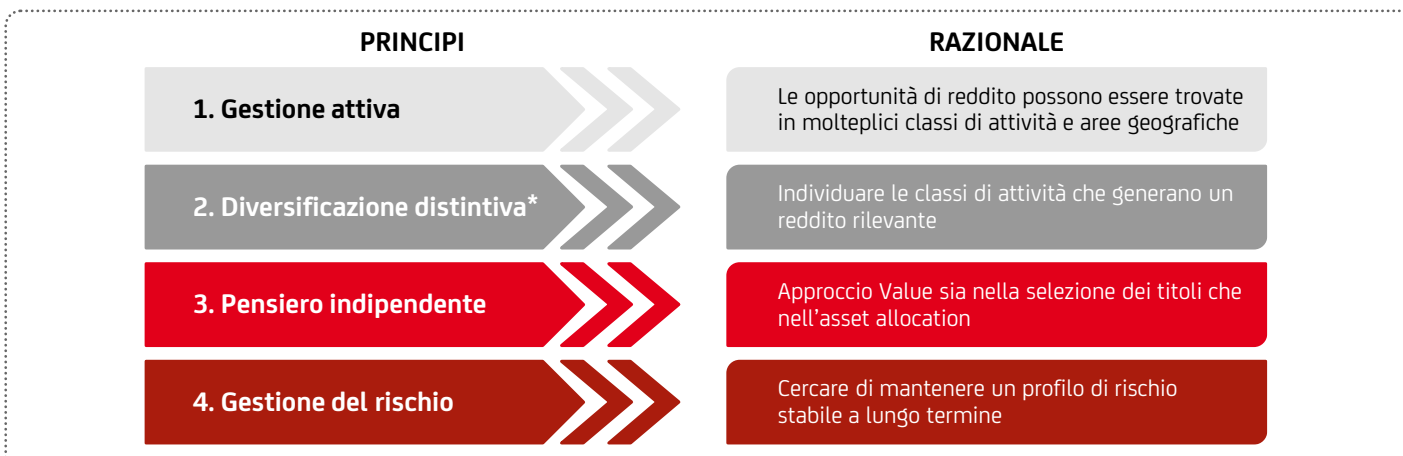 PRINCIPI
RAZIONALE
1. Gestione attiva
Le opportunità di reddito possono essere trovate
in molteplici classi di attività e aree geografiche
2. Diversificazione distintiva*
Individuare le classi di attività che generano un
reddito rilevante
3. Pensiero indipendente
Approccio Value sia nella selezione dei titoli che
nell'asset allocation
4. Gestione del rischio
Cercare di mantenere un profilo di rischio
stabile a lungo termine